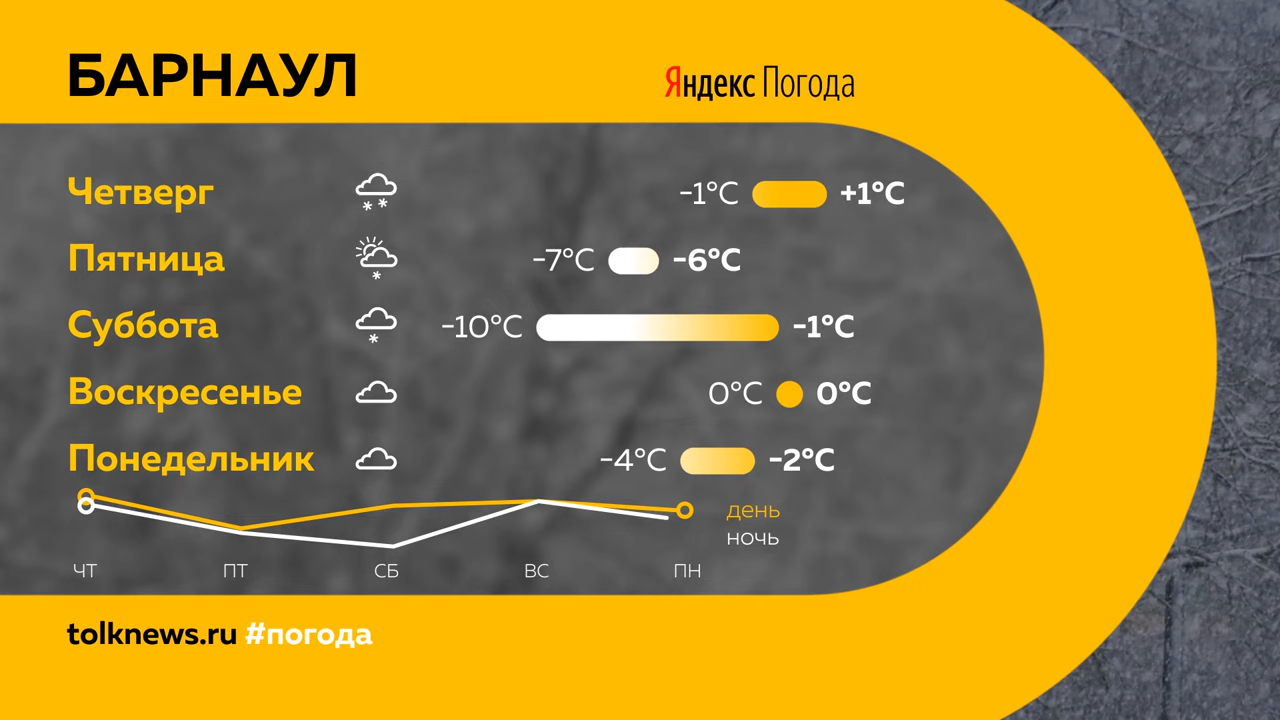 БАРНАУЛ
Яндекс Погода
Четверг -1°C +1°C
Пятница -7°C -6°C
Суббота -10°C -1°C
Воскресенье 0°C 0°C
Понедельник -4°C -2°C
день
ночь
ЧТ ПТ СБ ВС ПН
tolknews.ru #погода